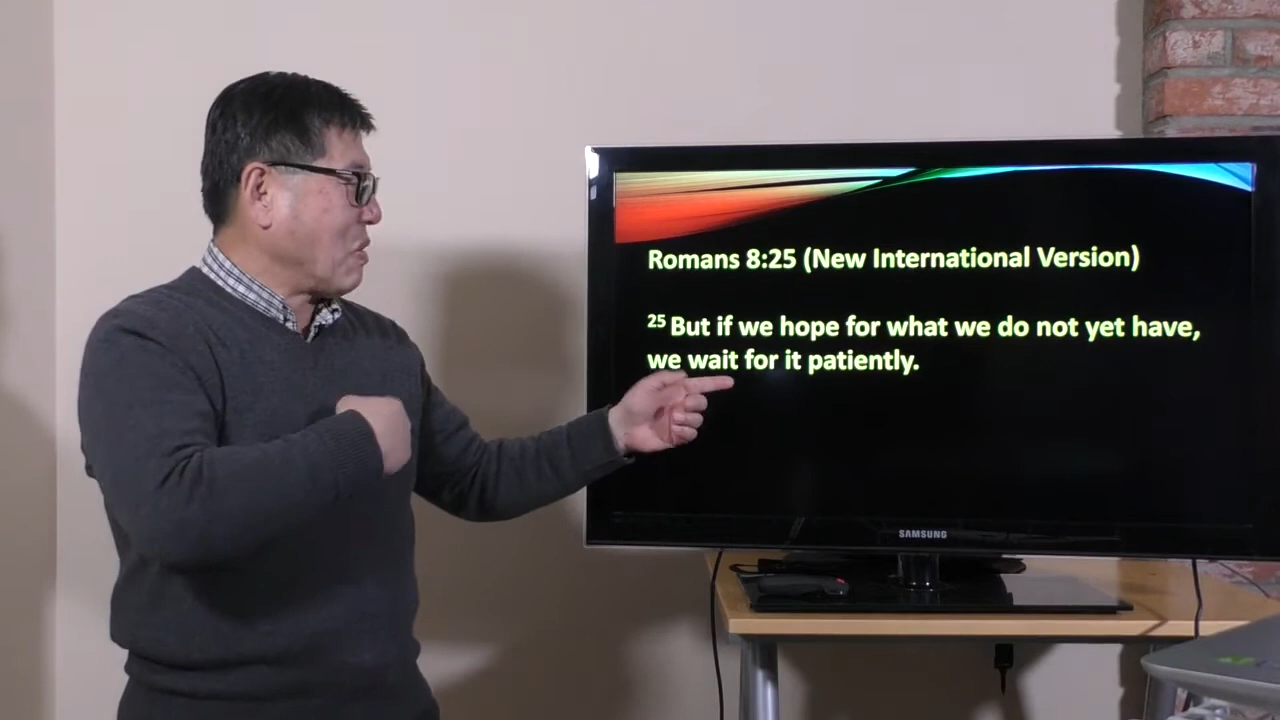 Romans 8:25 (New International Version)
25 But if we hope for what we do not yet have,
we wait for it patiently.
SAMSUNG